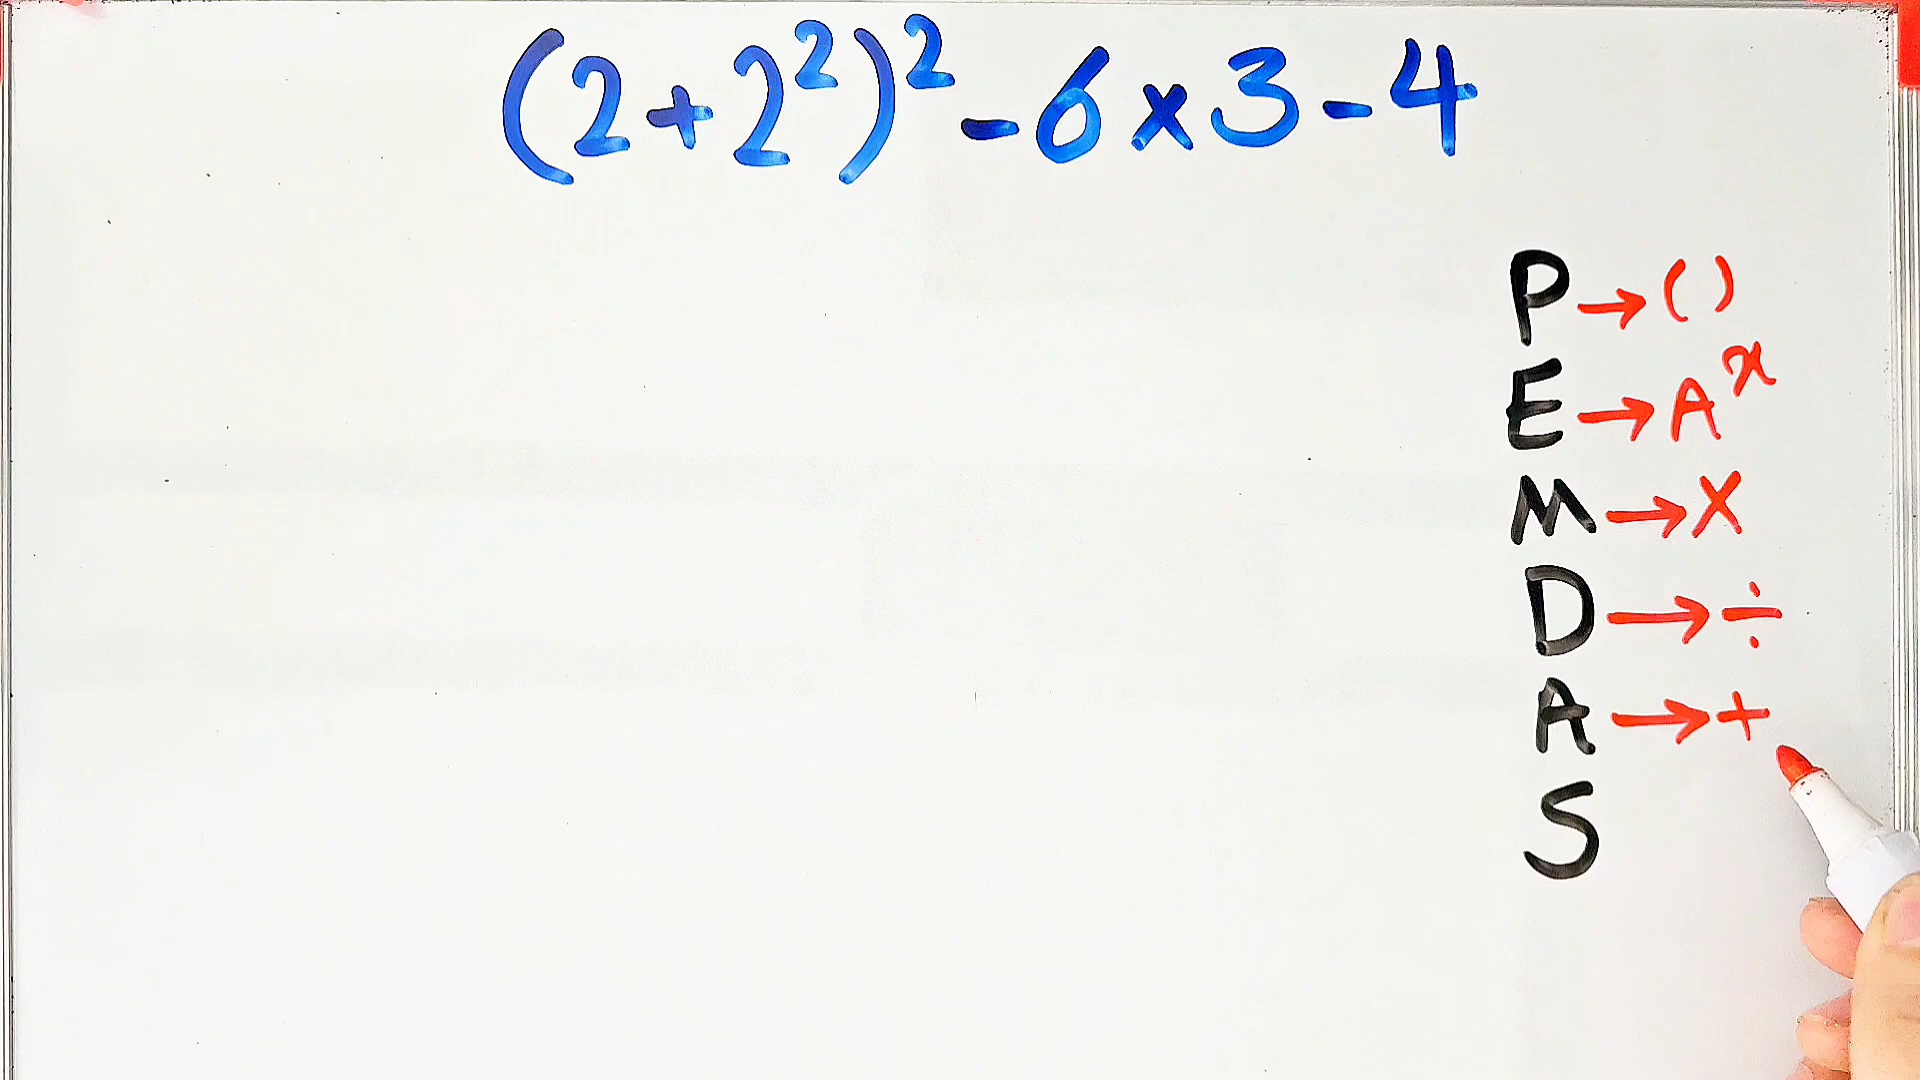 (2+2²)²-6×3-4
P→()
E→Aˣ
M→X
D→÷
A→+
S